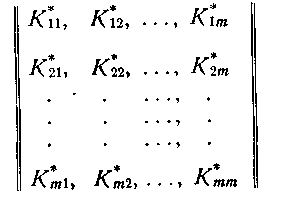 ‖ K*₁₁, K*₁₂, ..., K*₁ₘ ‖
‖ K*₂₁, K*₂₂, ..., K*₂ₘ ‖
‖ . . ..., . ‖
‖ . . ..., . ‖
‖ . . ..., . ‖
‖ K*ₘ₁, K*ₘ₂, ..., K*ₘₘ ‖